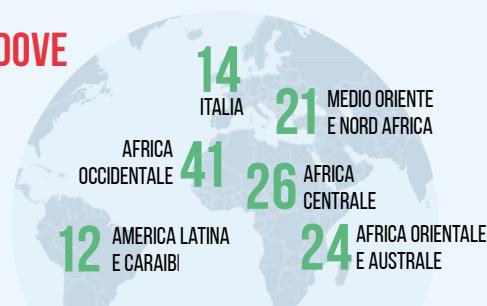 DOVE
14
ITALIA
21
MEDIO ORIENTE
E NORD AFRICA
AFRICA
OCCIDENTALE
41
26
AFRICA
CENTRALE
12
AMERICA LATINA
E CARAIBI
24
AFRICA ORIENTALE
E AUSTRALE